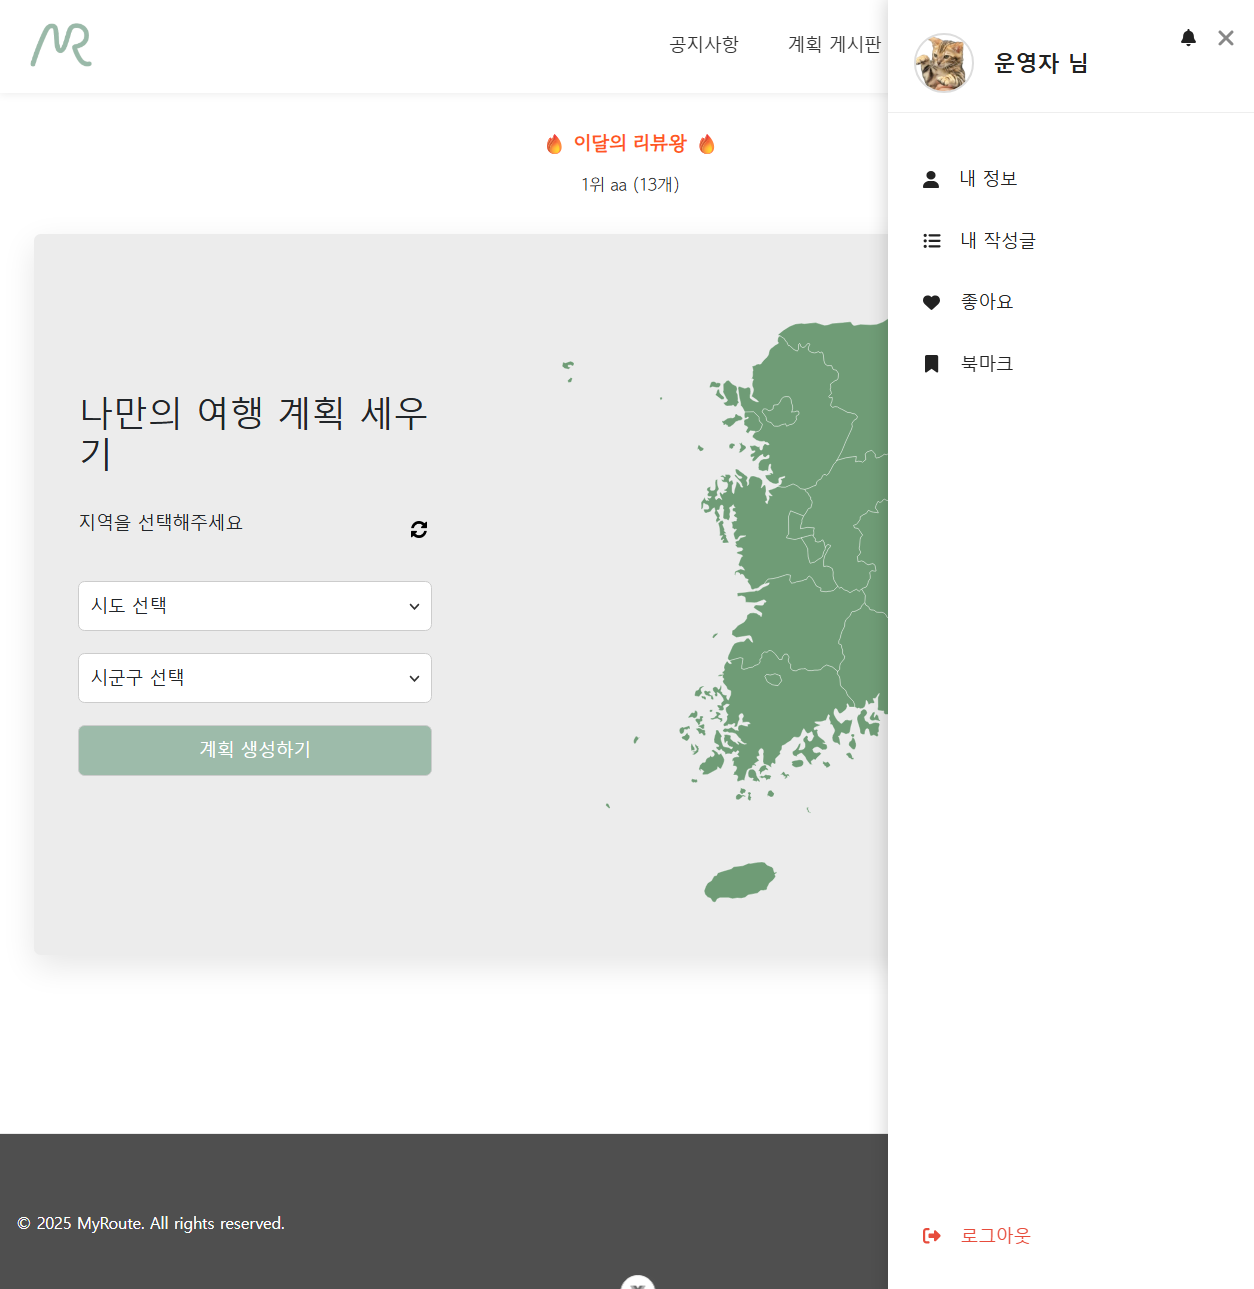 MR
공지사항
계획 게시판
운영자 님
이달의 리뷰왕
1위 aa (13개)
내 정보
내 작성글
좋아요
북마크
나만의 여행 계획 세우
기
지역을 선택해주세요
시도 선택
시군구 선택
계획 생성하기
© 2025 MyRoute. All rights reserved.
로그아웃